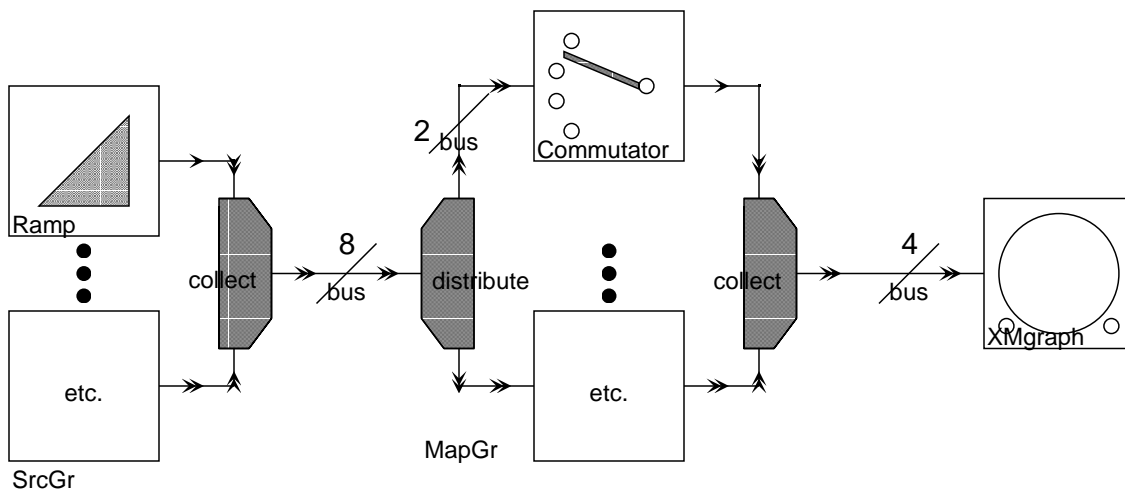 2
bus
Commutator
Ramp
8
bus
4
bus
collect
distribute
collect
XMgraph
etc.
etc.
MapGr
SrcGr